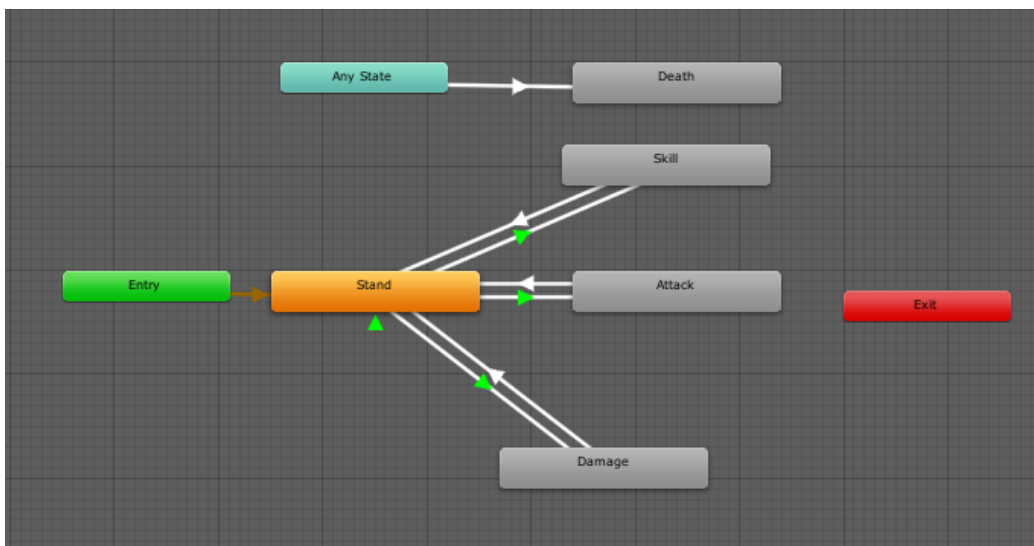 Any State
Death
Skill
Entry
Stand
Attack
Exit
Damage